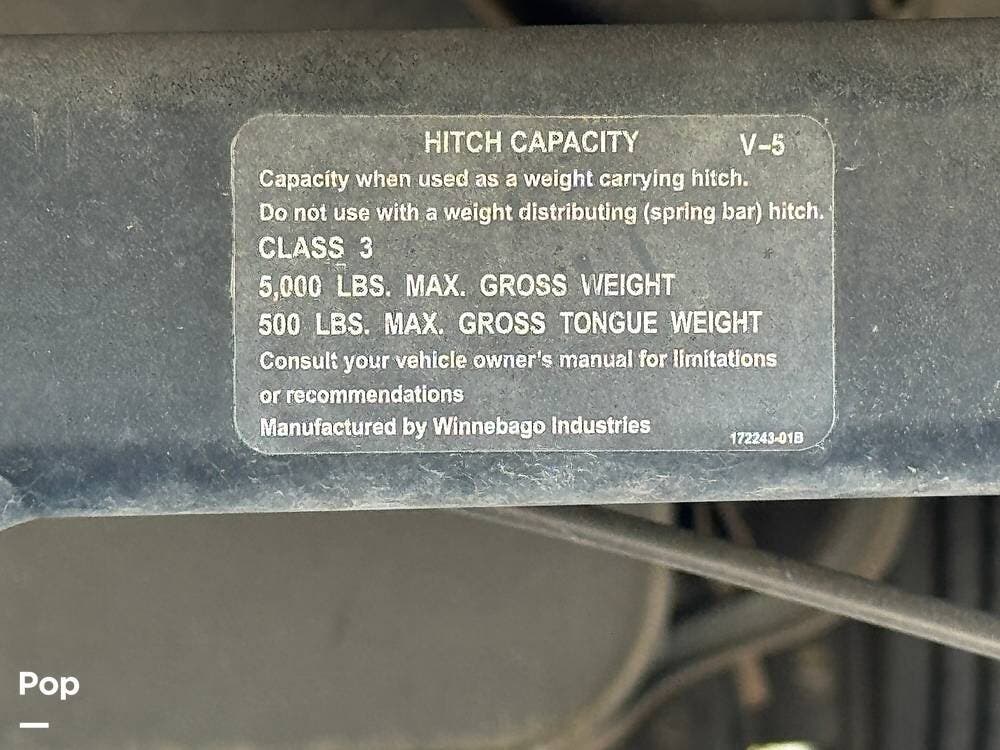 HITCH CAPACITY V-5
Capacity when used as a weight carrying hitch.
Do not use with a weight distributing (spring bar) hitch.
CLASS 3
5,000 LBS. MAX. GROSS WEIGHT
500 LBS. MAX. GROSS TONGUE WEIGHT
Consult your vehicle owner's manual for limitations
or recommendations
Manufactured by Winnebago Industries
172243-01B
Pop